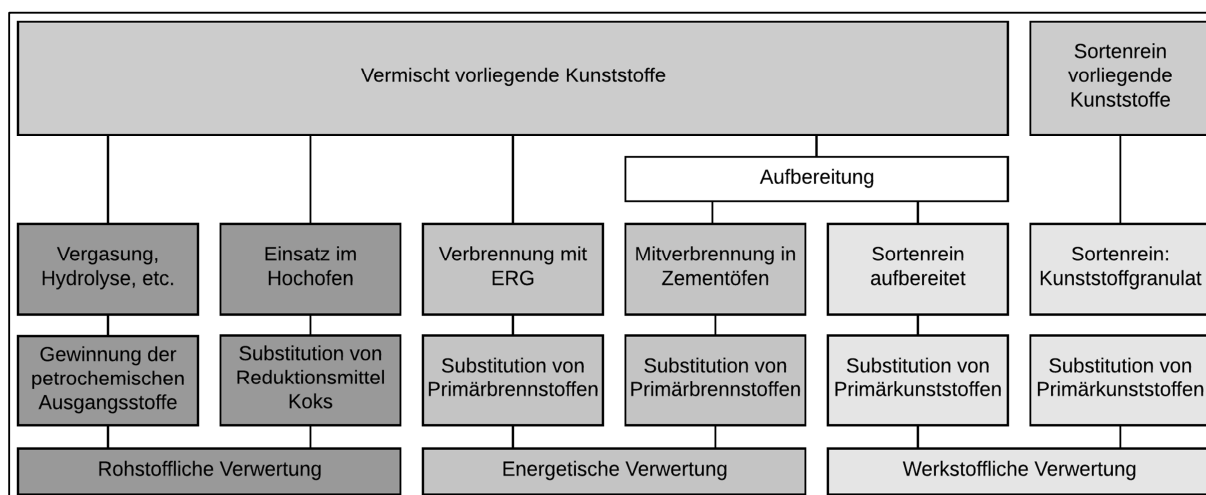 Vermischt vorliegende Kunststoffe
Sortenrein
vorliegende
Kunststoffe
Aufbereitung
Vergasung,
Hydrolyse, etc.
Einsatz im
Hochofen
Verbrennung mit
ERG
Mitverbrennung in
Zementöfen
Sortenrein
aufbereitet
Sortenrein:
Kunststoffgranulat
Gewinnung der
petrochemischen
Ausgangsstoffe
Substitution von
Reduktionsmittel
Koks
Substitution von
Primärbrennstoffen
Substitution von
Primärbrennstoffen
Substitution von
Primärkunststoffen
Substitution von
Primärkunststoffen
Rohstoffliche Verwertung
Energetische Verwertung
Werkstoffliche Verwertung